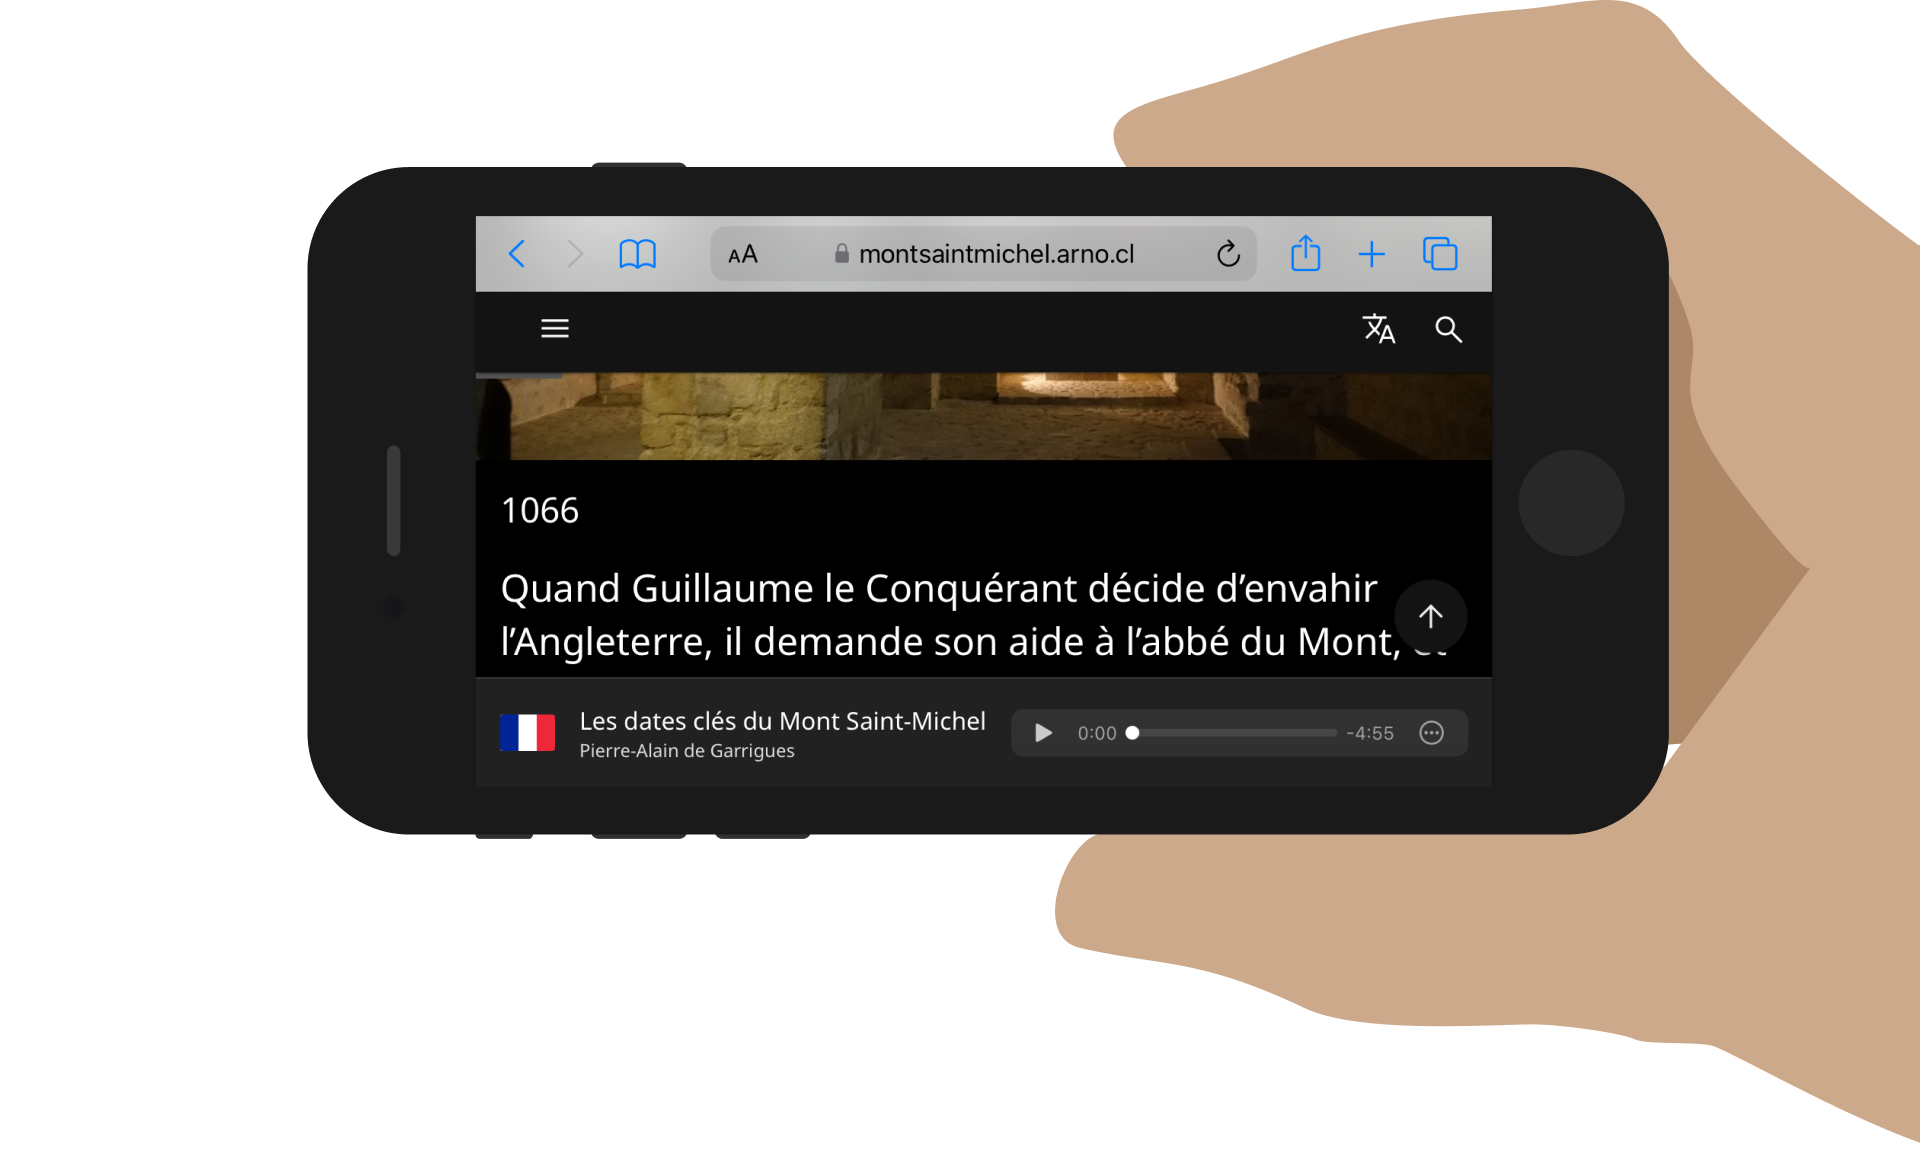 AA montsaintmichel.arno.cl
1066
Quand Guillaume le Conquérant décide d’envahir
l’Angleterre, il demande son aide à l’abbé du Mont,
Les dates clés du Mont Saint-Michel
Pierre-Alain de Garrigues
0:00 -4:55